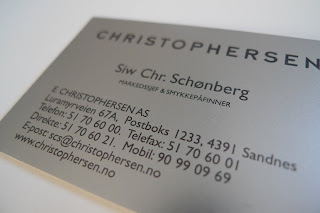 CHRISTOPHERSEN
Siw Chr. Schønberg
MARKEDSSJEF & SMYKKEPÅFINNER
E. CHRISTOPHERSEN AS
Luramyrveien 67A, Postboks 1233, 4391 Sandnes
Telefon: 51 70 60 00. Telefax: 51 70 60 01
Direkte: 51 70 60 21. Mobil: 90 99 09 69
E-post: scs@christophersen.no
www.christophersen.no